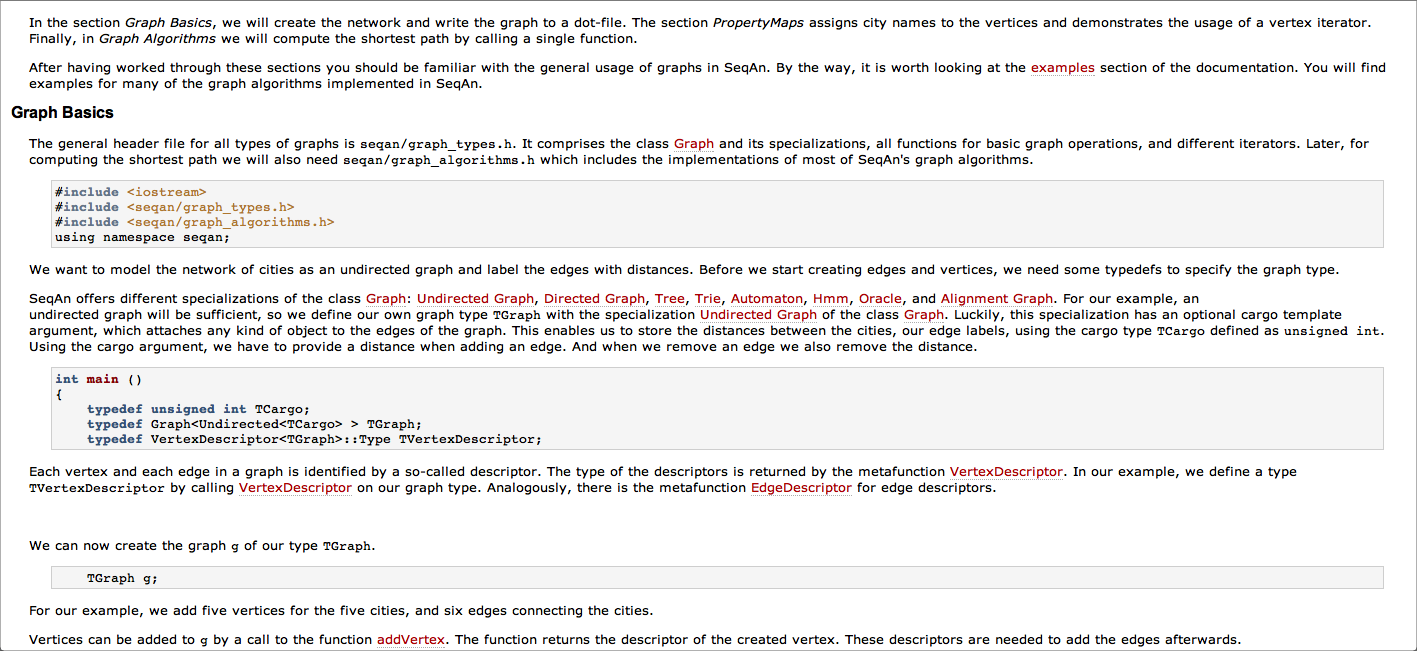 In the section Graph Basics, we will create the network and write the graph to a dot-file. The section PropertyMaps assigns city names to the vertices and demonstrates the usage of a vertex iterator.
Finally, in Graph Algorithms we will compute the shortest path by calling a single function.
After having worked through these sections you should be familiar with the general usage of graphs in SeqAn. By the way, it is worth looking at the examples section of the documentation. You will find
examples for many of the graph algorithms implemented in SeqAn.
Graph Basics
The general header file for all types of graphs is seqan/graph_types.h. It comprises the class Graph and its specializations, all functions for basic graph operations, and different iterators. Later, for
computing the shortest path we will also need seqan/graph_algorithms.h which includes the implementations of most of SeqAn's graph algorithms.
#include <iostream>
#include <seqan/graph_types.h>
#include <seqan/graph_algorithms.h>
using namespace seqan;
We want to model the network of cities as an undirected graph and label the edges with distances. Before we start creating edges and vertices, we need some typedefs to specify the graph type.
SeqAn offers different specializations of the class Graph: Undirected Graph, Directed Graph, Tree, Trie, Automaton, Hmm, Oracle, and Alignment Graph. For our example, an
undirected graph will be sufficient, so we define our own graph type TGraph with the specialization Undirected Graph of the class Graph. Luckily, this specialization has an optional cargo template
argument, which attaches any kind of object to the edges of the graph. This enables us to store the distances between the cities, our edge labels, using the cargo type TCargo defined as unsigned int.
Using the cargo argument, we have to provide a distance when adding an edge. And when we remove an edge we also remove the distance.
int main ()
{
    typedef unsigned int TCargo;
    typedef Graph<Undirected<TCargo> > TGraph;
    typedef VertexDescriptor<TGraph>::Type TVertexDescriptor;
Each vertex and each edge in a graph is identified by a so-called descriptor. The type of the descriptors is returned by the metafunction VertexDescriptor. In our example, we define a type
TVertexDescriptor by calling VertexDescriptor on our graph type. Analogously, there is the metafunction EdgeDescriptor for edge descriptors.
We can now create the graph g of our type TGraph.
    TGraph g;
For our example, we add five vertices for the five cities, and six edges connecting the cities.
Vertices can be added to g by a call to the function addVertex. The function returns the descriptor of the created vertex. These descriptors are needed to add the edges afterwards.